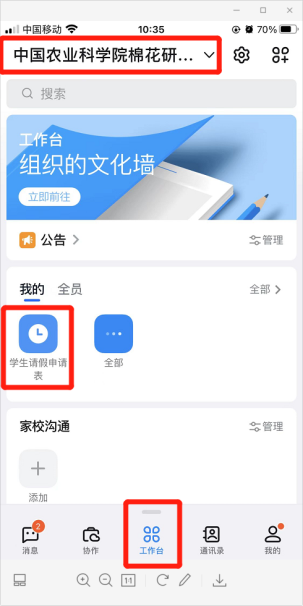 中国移动 10:35 70%
中国农业科学院棉花研...
搜索
工作台
组织的文化墙
立即前往
公告 管理
我的 全员 全部
学生请假申请表
全部
家校沟通 管理
添加
2
消息 协作 工作台 通讯录 我的
1:1